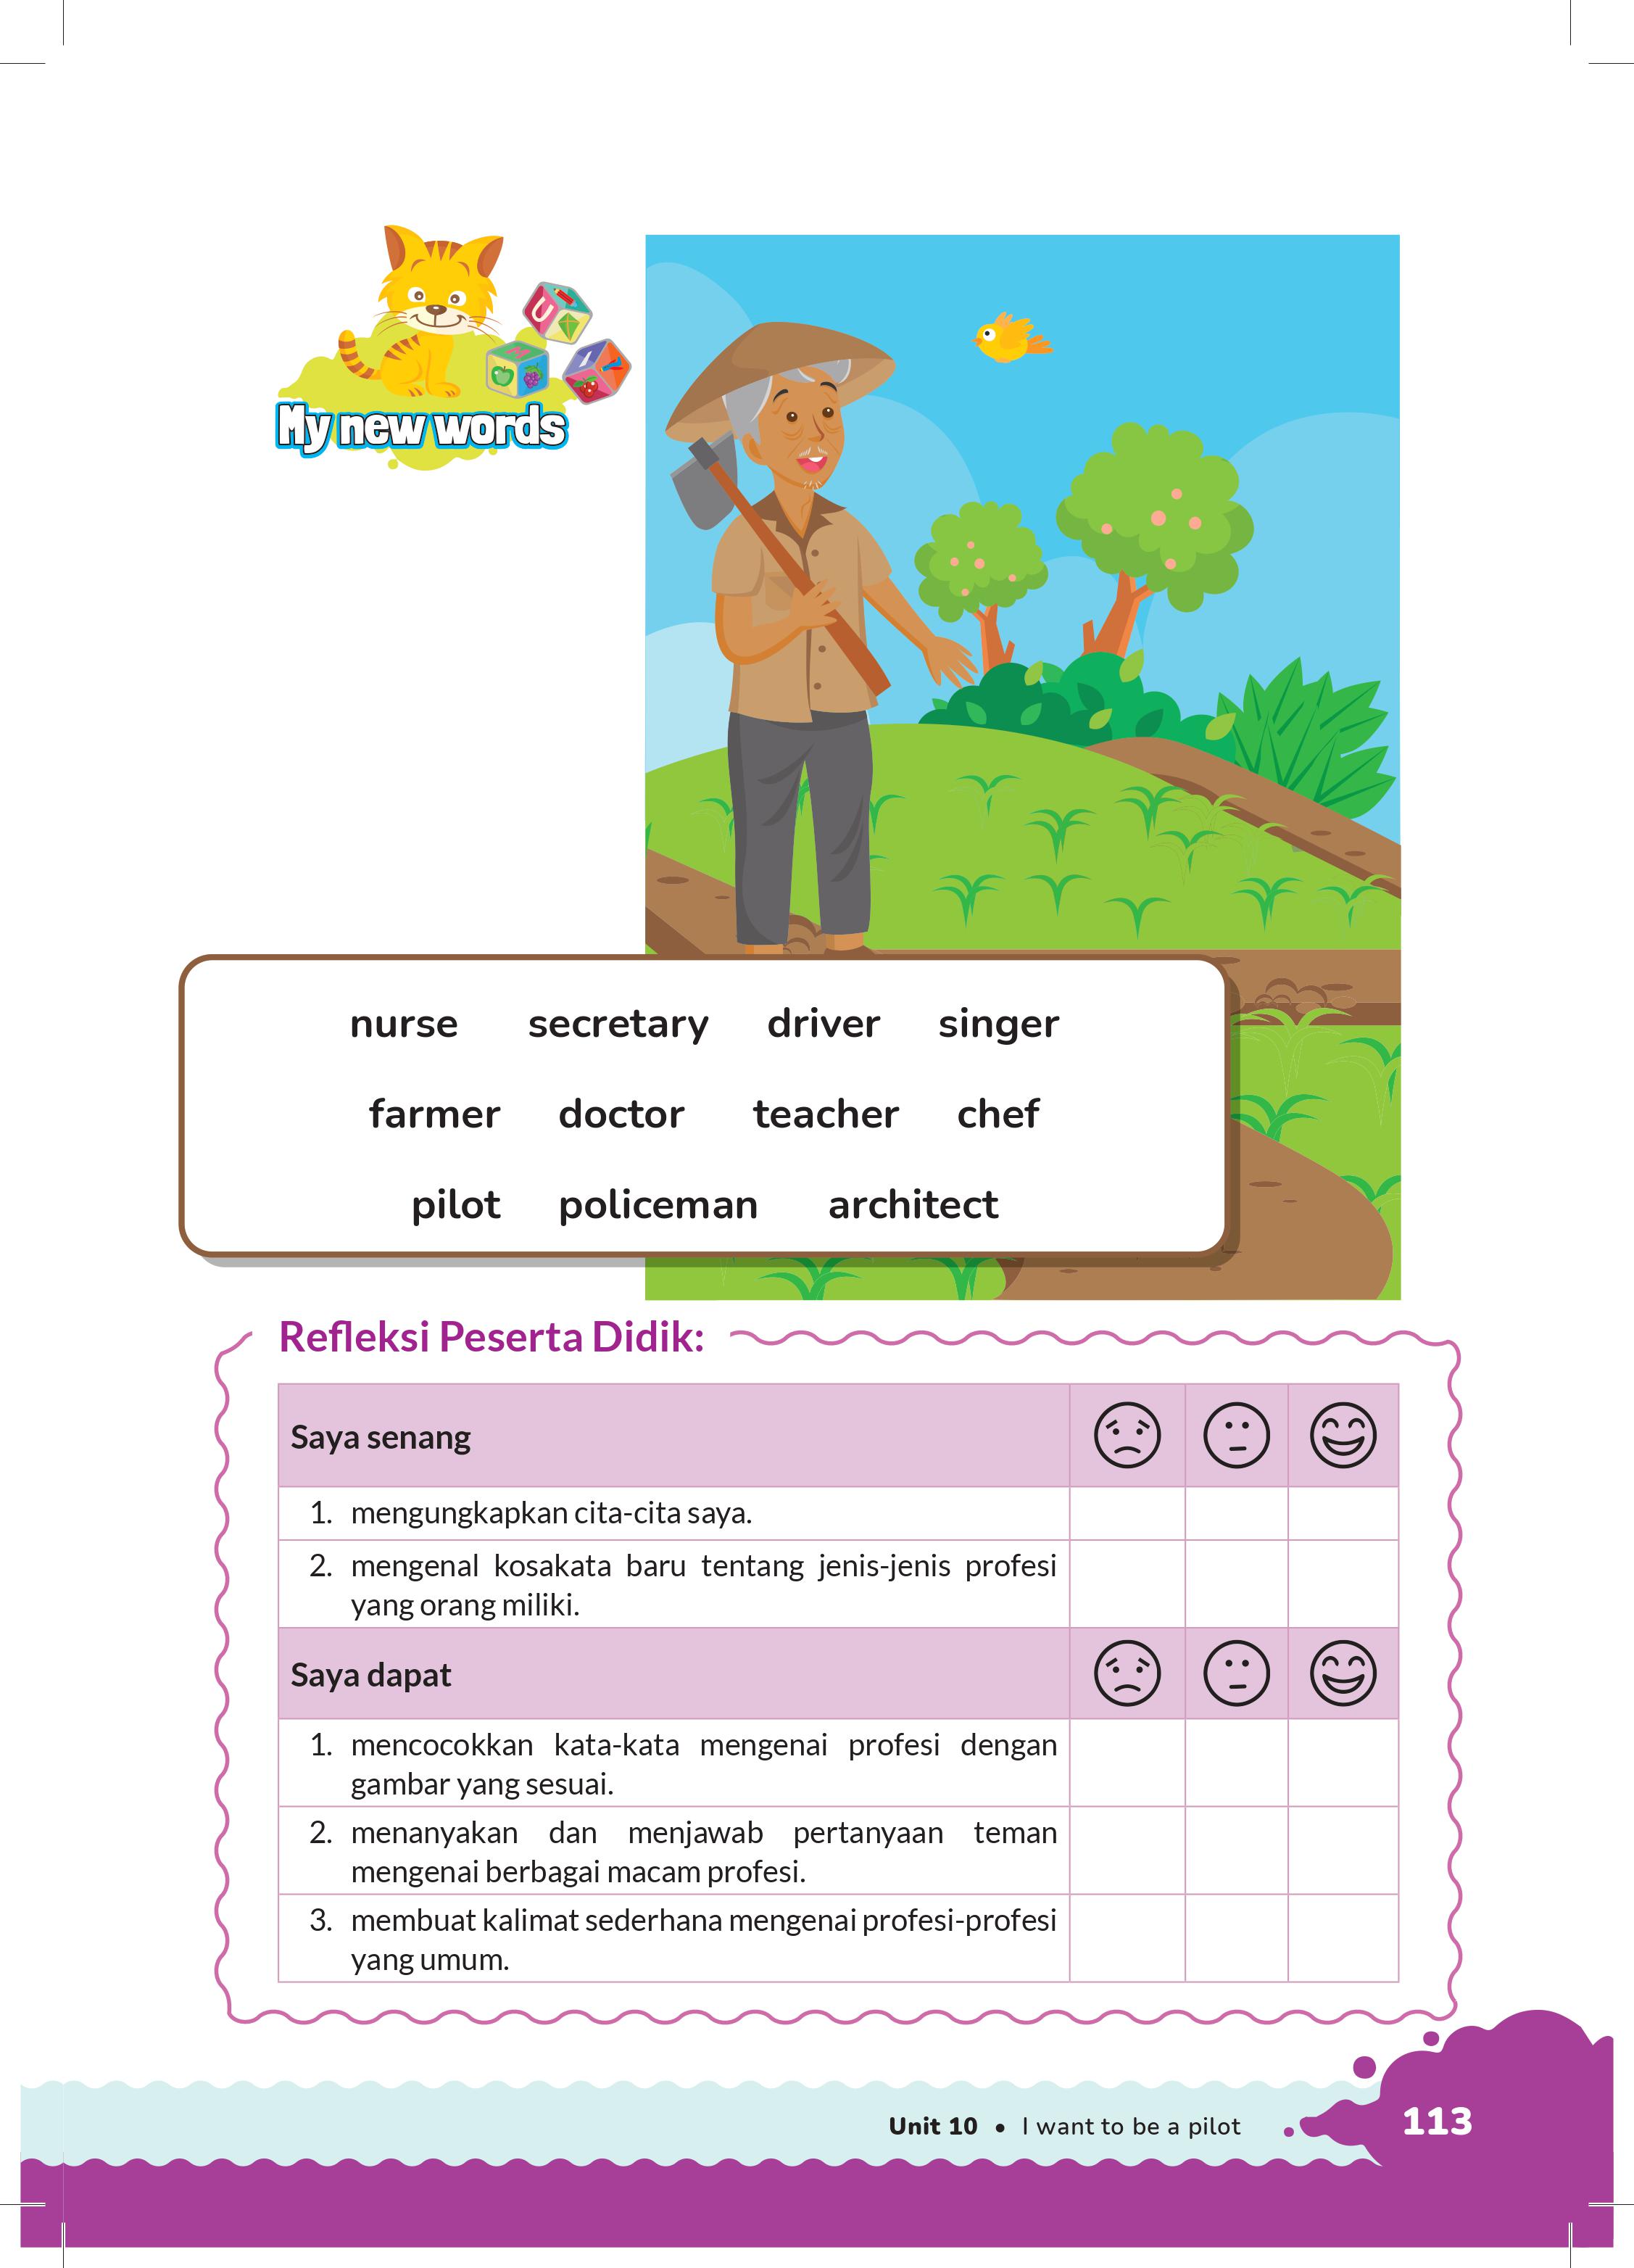 My new words
nurse secretary driver singer
farmer doctor teacher chef
pilot policeman architect
Refleksi Peserta Didik:
Saya senang
1. mengungkapkan cita-cita saya.
2. mengenal kosakata baru tentang jenis-jenis profesi
yang orang miliki.
Saya dapat
1. mencocokkan kata-kata mengenai profesi dengan
gambar yang sesuai.
2. menanyakan dan menjawab pertanyaan teman
mengenai berbagai macam profesi.
3. membuat kalimat sederhana mengenai profesi-profesi
yang umum.
Unit 10 • I want to be a pilot 113